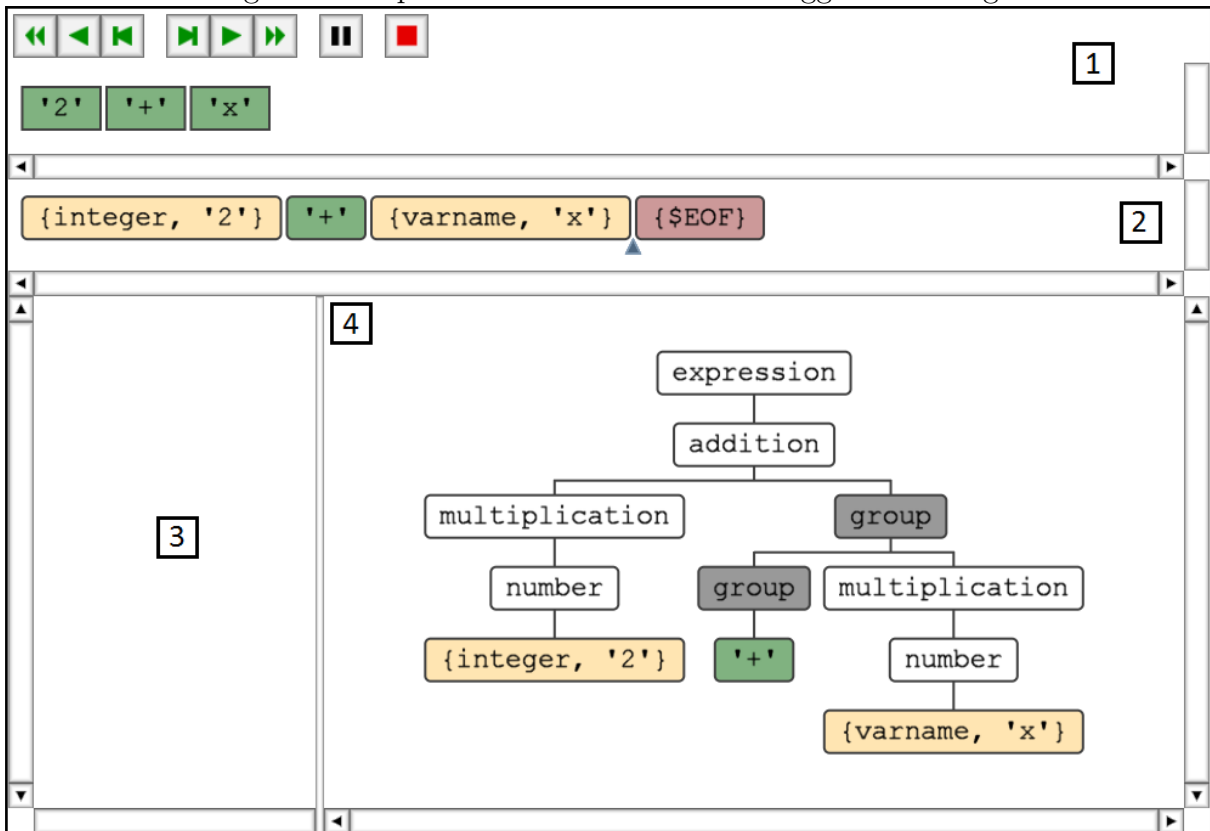 1
'2' '+' 'x'
{integer, '2'} '+' {varname, 'x'} {$EOF}
2
4
expression
addition
multiplication group
3
number group multiplication
{integer, '2'} '+' number
{varname, 'x'}